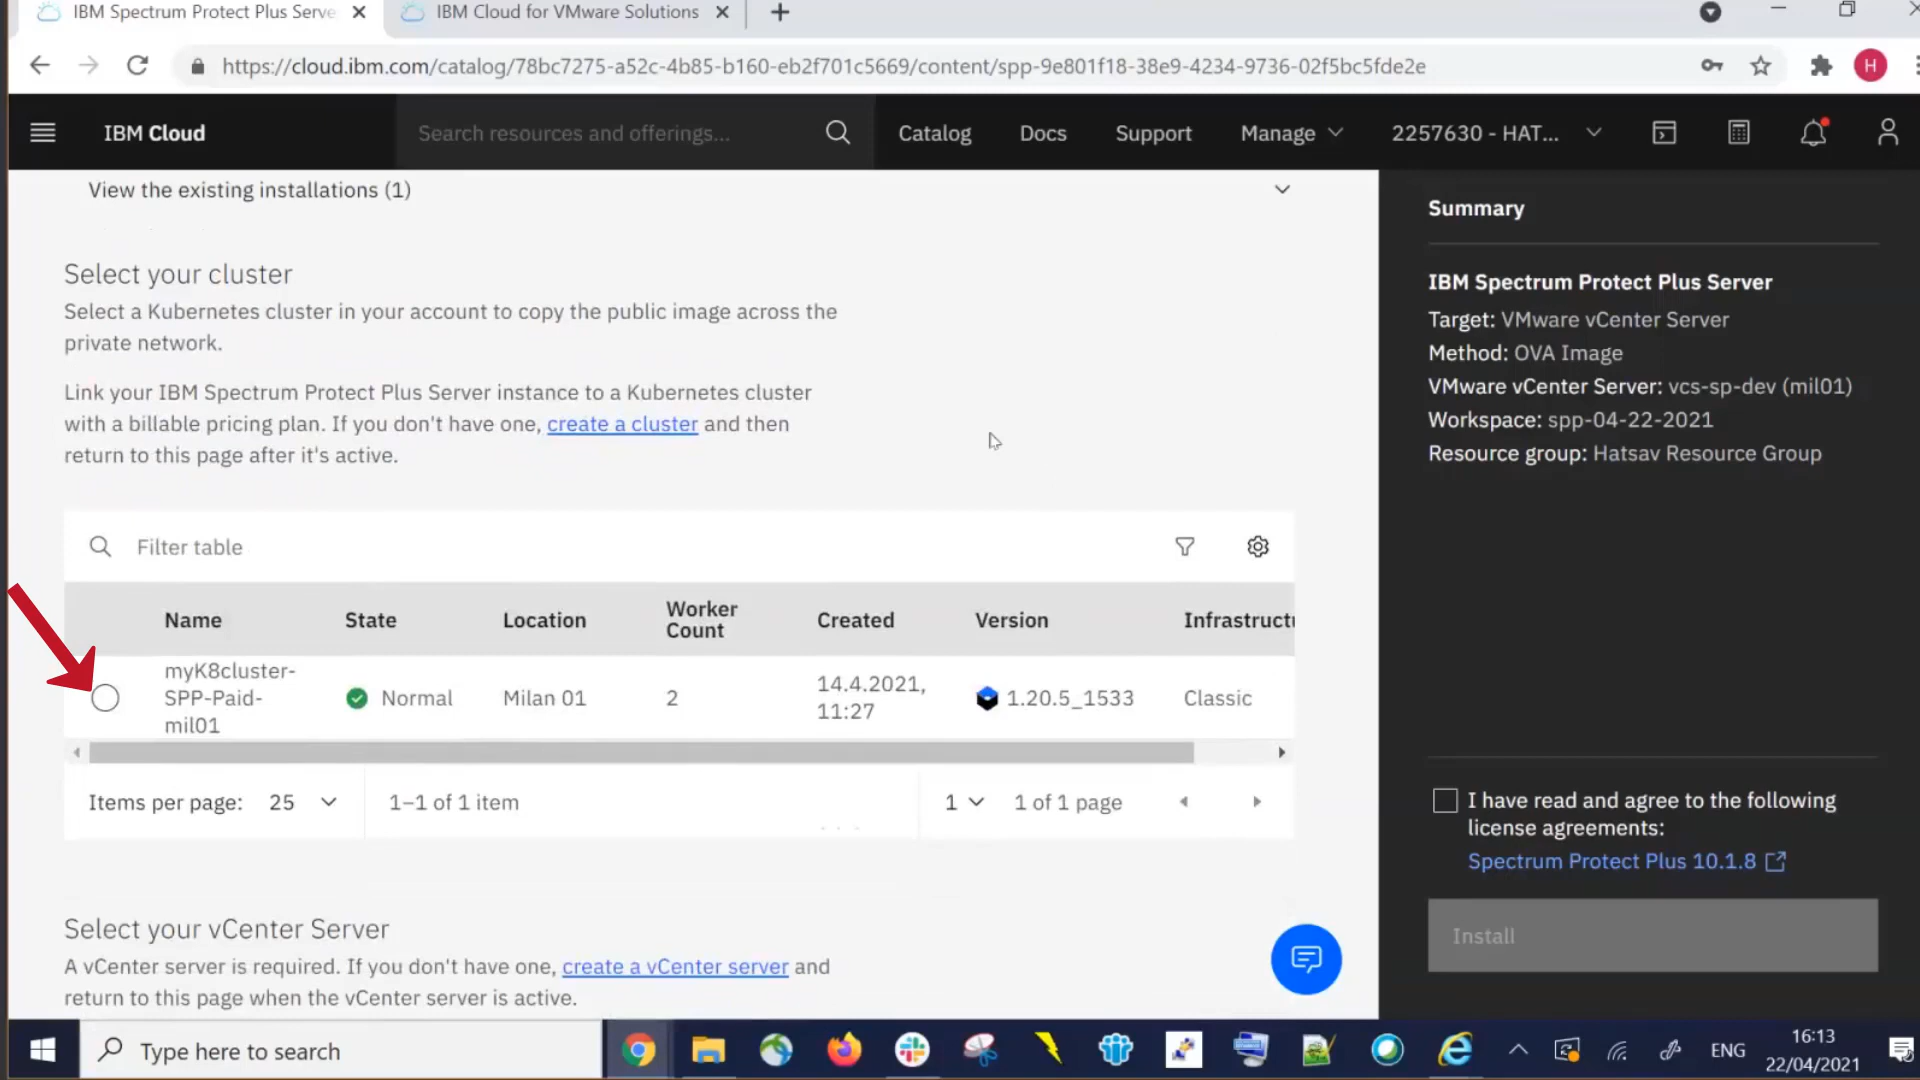 IBM Spectrum Protect Plus Serve
IBM Cloud for VMware Solutions
https://cloud.ibm.com/catalog/78bc7275-a52c-4b85-b160-eb2f701c5669/content/spp-9e801f18-38e9-4234-9736-02f5bc5fde2e
H
IBM Cloud
Search resources and offerings...
Catalog
Docs
Support
Manage
2257630 - HAT...
View the existing installations (1)
Select your cluster
Select a Kubernetes cluster in your account to copy the public image across the
private network.
Link your IBM Spectrum Protect Plus Server instance to a Kubernetes cluster
with a billable pricing plan. If you don't have one, create a cluster and then
return to this page after it's active.
Filter table
Name State Location Worker Count Created Version Infrastruct
myK8cluster-
SPP-Paid-
mil01
Normal
Milan 01
2
14.4.2021,
11:27
1.20.5_1533
Classic
Items per page: 25
1–1 of 1 item
1
1 of 1 page
Select your vCenter Server
A vCenter server is required. If you don't have one, create a vCenter server and
return to this page when the vCenter server is active.
Summary
IBM Spectrum Protect Plus Server
Target: VMware vCenter Server
Method: OVA Image
VMware vCenter Server: vcs-sp-dev (mil01)
Workspace: spp-04-22-2021
Resource group: Hatsav Resource Group
I have read and agree to the following
license agreements:
Spectrum Protect Plus 10.1.8
Install
Type here to search
ENG
16:13
22/04/2021